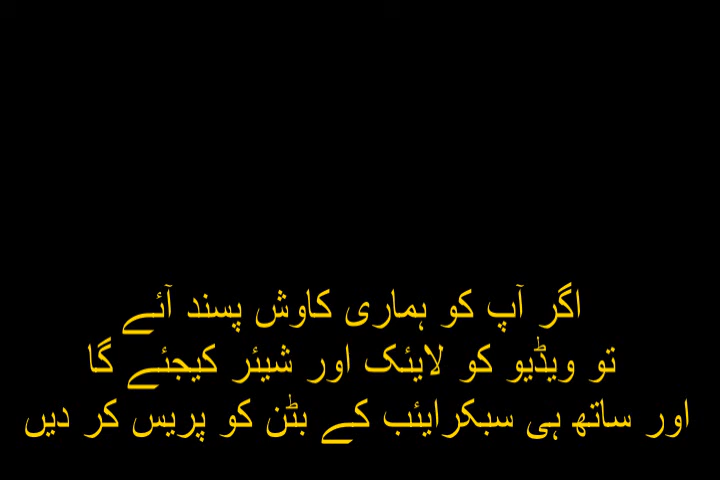 اگر آپ کو ہماری کاوش پسند آئے
تو ویڈیو کو لایئک اور شیئر کیجئے گا
اور ساتھ ہی سبکرایئب کے بٹن کو پریس کر دیں